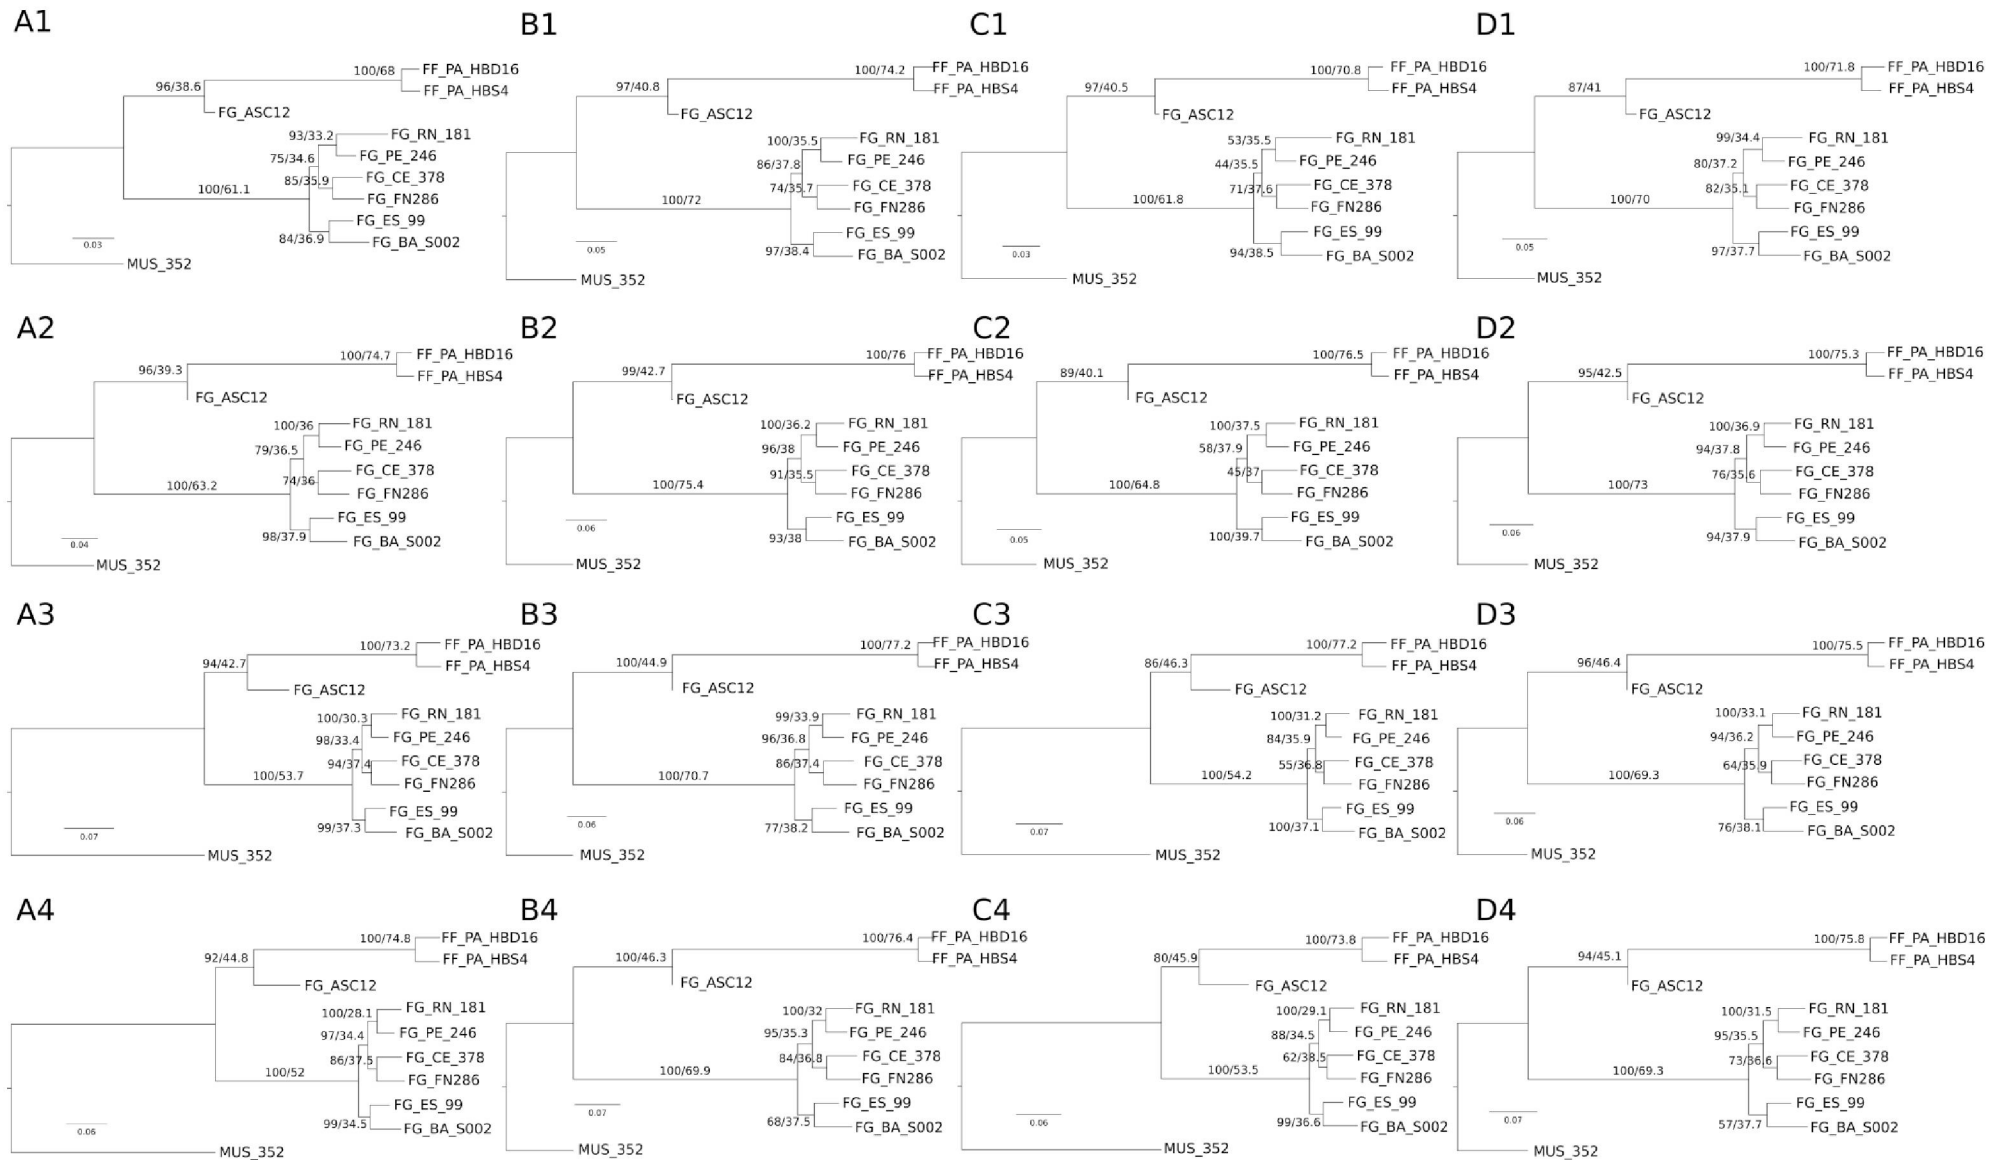 A1
96/38.6
100/68
FF_PA_HBD16
FF_PA_HBS4
FG_ASC12
93/33.2
FG_RN_181
75/34.6
FG_PE_246
85/35.9
FG_CE_378
100/61.1
FG_FN286
FG_ES_99
84/36.9
FG_BA_S002
0.03
MUS_352
B1
97/40.8
100/74.2
FF_PA_HBD16
FF_PA_HBS4
FG_ASC12
100/35.5
FG_RN_181
86/37.8
FG_PE_246
74/35.7
FG_CE_378
100/72
FG_FN286
FG_ES_99
97/38.4
FG_BA_S002
0.05
MUS_352
C1
97/40.5
100/70.8
FF_PA_HBD16
FF_PA_HBS4
FG_ASC12
53/35.5
FG_RN_181
44/35.5
FG_PE_246
71/37.6
FG_CE_378
100/61.8
FG_FN286
FG_ES_99
94/38.5
FG_BA_S002
0.03
MUS_352
D1
87/41
100/71.8
FF_PA_HBD16
FF_PA_HBS4
FG_ASC12
99/34.4
FG_RN_181
80/37.2
FG_PE_246
82/35.1
FG_CE_378
100/70
FG_FN286
FG_ES_99
97/37.7
FG_BA_S002
0.05
MUS_352
A2
96/39.3
100/74.7
FF_PA_HBD16
FF_PA_HBS4
FG_ASC12
100/36
FG_RN_181
79/36.5
FG_PE_246
74/36
FG_CE_378
100/63.2
FG_FN286
FG_ES_99
98/37.9
FG_BA_S002
0.04
MUS_352
B2
99/42.7
100/76
FF_PA_HBD16
FF_PA_HBS4
FG_ASC12
100/36.2
FG_RN_181
96/38
FG_PE_246
91/35.5
FG_CE_378
100/75.4
FG_FN286
FG_ES_99
93/38
FG_BA_S002
0.06
MUS_352
C2
89/40.1
100/76.5
FF_PA_HBD16
FF_PA_HBS4
FG_ASC12
100/37.5
FG_RN_181
58/37.9
FG_PE_246
45/37
FG_CE_378
100/64.8
FG_FN286
FG_ES_99
100/39.7
FG_BA_S002
0.05
MUS_352
D2
95/42.5
100/75.3
FF_PA_HBD16
FF_PA_HBS4
FG_ASC12
100/36.9
FG_RN_181
94/37.8
FG_PE_246
76/35.6
FG_CE_378
100/73
FG_FN286
FG_ES_99
94/37.9
FG_BA_S002
0.06
MUS_352
A3
94/42.7
100/73.2
FF_PA_HBD16
FF_PA_HBS4
FG_ASC12
100/30.3
FG_RN_181
98/33.4
FG_PE_246
94/37.4
FG_CE_378
100/53.7
FG_FN286
FG_ES_99
99/37.3
FG_BA_S002
0.07
MUS_352
B3
100/44.9
100/77.2
FF_PA_HBD16
FF_PA_HBS4
FG_ASC12
99/33.9
FG_RN_181
96/36.8
FG_PE_246
86/37.4
FG_CE_378
100/70.7
FG_FN286
FG_ES_99
77/38.2
FG_BA_S002
0.06
MUS_352
C3
86/46.3
100/77.2
FF_PA_HBD16
FF_PA_HBS4
FG_ASC12
100/31.2
FG_RN_181
84/35.9
FG_PE_246
55/36.8
FG_CE_378
100/54.2
FG_FN286
FG_ES_99
100/37.1
FG_BA_S002
0.07
MUS_352
D3
96/46.4
100/75.5
FF_PA_HBD16
FF_PA_HBS4
FG_ASC12
100/33.1
FG_RN_181
94/36.2
FG_PE_246
64/35.9
FG_CE_378
100/69.3
FG_FN286
FG_ES_99
76/38.1
FG_BA_S002
0.06
MUS_352
A4
92/44.8
100/74.8
FF_PA_HBD16
FF_PA_HBS4
FG_ASC12
100/28.1
FG_RN_181
97/34.4
FG_PE_246
86/37.5
FG_CE_378
100/52
FG_FN286
FG_ES_99
99/34.5
FG_BA_S002
0.06
MUS_352
B4
100/46.3
100/76.4
FF_PA_HBD16
FF_PA_HBS4
FG_ASC12
100/32
FG_RN_181
95/35.3
FG_PE_246
84/36.8
FG_CE_378
100/69.9
FG_FN286
FG_ES_99
68/37.5
FG_BA_S002
0.07
MUS_352
C4
80/45.9
100/73.8
FF_PA_HBD16
FF_PA_HBS4
FG_ASC12
100/29.1
FG_RN_181
88/34.5
FG_PE_246
62/38.5
FG_CE_378
100/53.5
FG_FN286
FG_ES_99
99/36.6
FG_BA_S002
0.06
MUS_352
D4
94/45.1
100/75.8
FF_PA_HBD16
FF_PA_HBS4
FG_ASC12
100/31.5
FG_RN_181
95/35.5
FG_PE_246
73/36.6
FG_CE_378
100/69.3
FG_FN286
FG_ES_99
57/37.7
FG_BA_S002
0.07
MUS_352